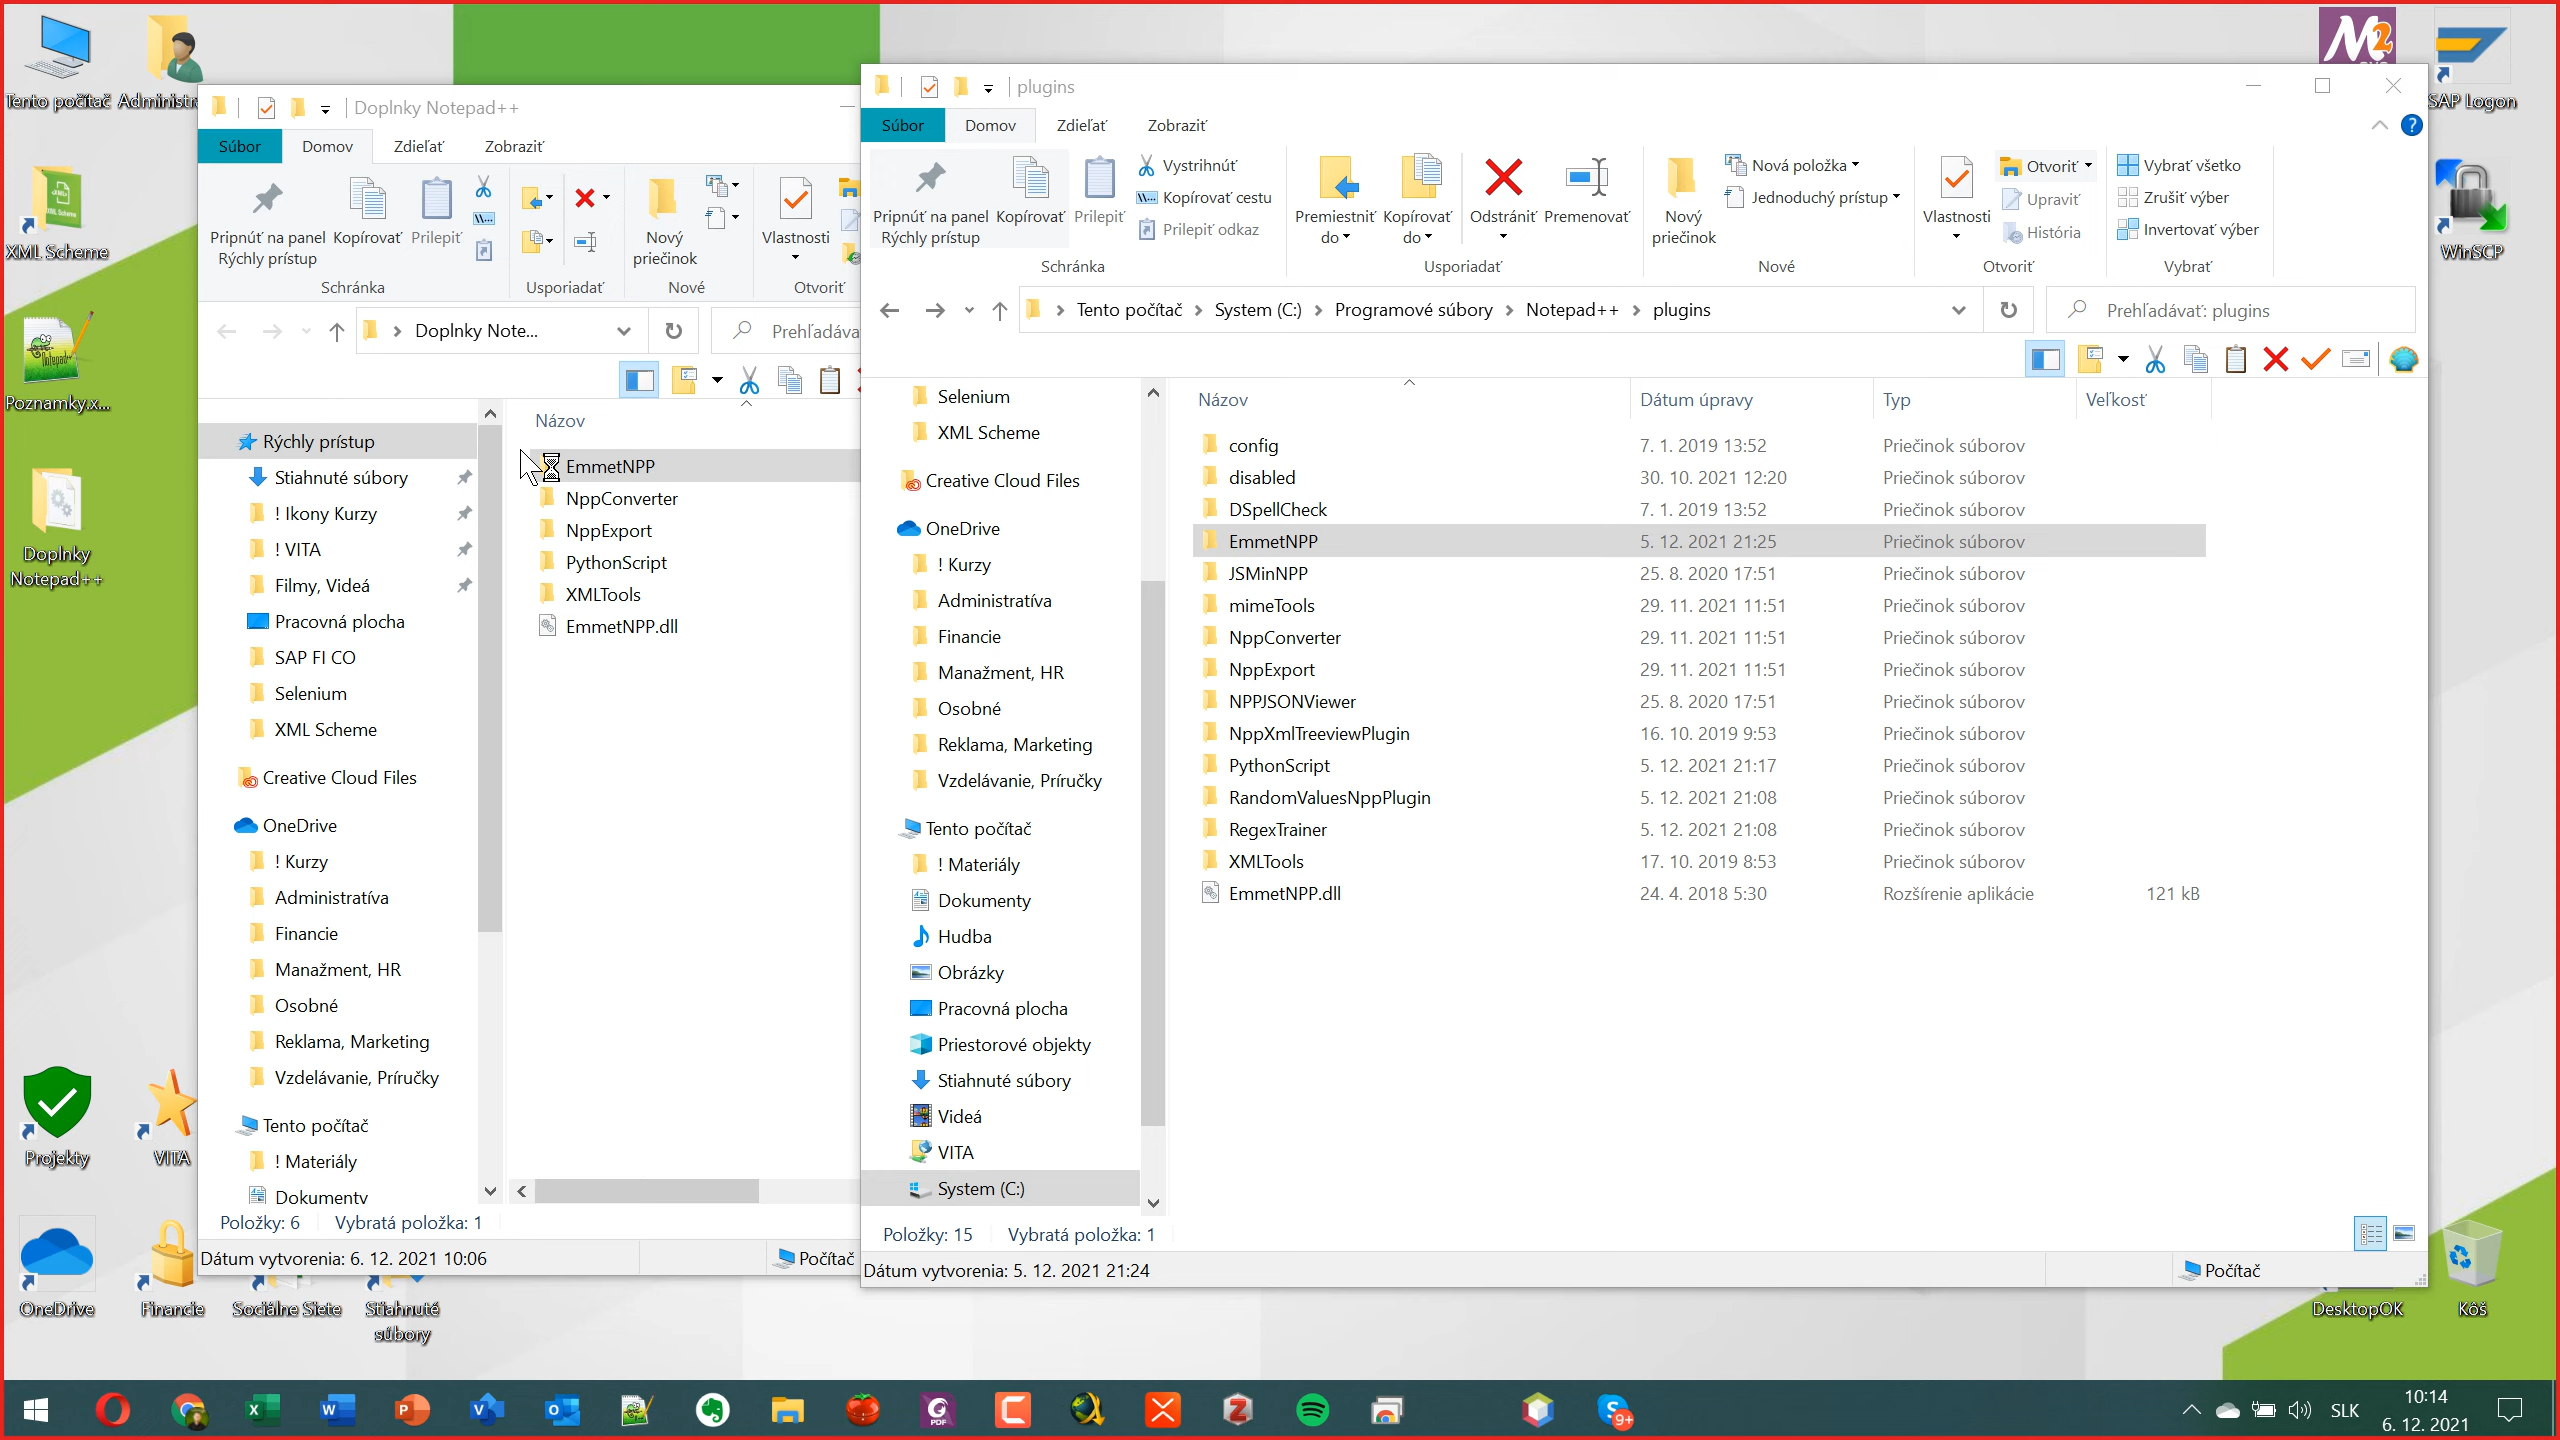 Tento počítač
Administr
XML Scheme
Poznamky.x...
Doplnky
Notepad++
Projekty
VITA
OneDrive
Financie
Sociálne Siete
Stiahnuté
súbory
SAP Logon
WinSCP
DesktopOK
Kôš
Doplnky Notepad++
Súbor
Domov
Zdieľať
Zobraziť
Pripnúť na panel
Rýchly prístup
Kopírovať
Prilepiť
Nový
priečinok
Vlastnosti
Schránka
Usporiadať
Nové
Otvoriť
Doplnky Note...
Prehľadáva
Názov
Rýchly prístup
Stiahnuté súbory
! Ikony Kurzy
! VITA
Filmy, Videá
Pracovná plocha
SAP FI CO
Selenium
XML Scheme
Creative Cloud Files
OneDrive
! Kurzy
Administratíva
Financie
Manažment, HR
Osobné
Reklama, Marketing
Vzdelávanie, Príručky
Tento počítač
! Materiály
Dokumenty
EmmetNPP
NppConverter
NppExport
PythonScript
XMLTools
EmmetNPP.dll
Položky: 6
Vybratá položka: 1
Dátum vytvorenia: 6. 12. 2021 10:06
Počítač
plugins
Súbor
Domov
Zdieľať
Zobraziť
Pripnúť na panel
Rýchly prístup
Kopírovať
Prilepiť
Vystrihnúť
Kopírovať cestu
Prilepiť odkaz
Premiestniť
do
Kopírovať
do
Odstrániť
Premenovať
Nový
priečinok
Nová položka
Jednoduchý prístup
Vlastnosti
Otvoriť
Upraviť
História
Vybrať všetko
Zrušiť výber
Invertovať výber
Schránka
Usporiadať
Nové
Otvoriť
Vybrať
Tento počítač
System (C:)
Programové súbory
Notepad++
plugins
Prehľadávať: plugins
Selenium
XML Scheme
Creative Cloud Files
OneDrive
! Kurzy
Administratíva
Financie
Manažment, HR
Osobné
Reklama, Marketing
Vzdelávanie, Príručky
Tento počítač
! Materiály
Dokumenty
Hudba
Obrázky
Pracovná plocha
Priestorové objekty
Stiahnuté súbory
Videá
VITA
System (C:)
Názov Dátum úpravy Typ Veľkosť
config 7. 1. 2019 13:52 Priečinok súborov
disabled 30. 10. 2021 12:20 Priečinok súborov
DSpellCheck 7. 1. 2019 13:52 Priečinok súborov
EmmetNPP 5. 12. 2021 21:25 Priečinok súborov
JSMinNPP 25. 8. 2020 17:51 Priečinok súborov
mimeTools 29. 11. 2021 11:51 Priečinok súborov
NppConverter 29. 11. 2021 11:51 Priečinok súborov
NppExport 29. 11. 2021 11:51 Priečinok súborov
NPPJSONViewer 25. 8. 2020 17:51 Priečinok súborov
NppXmlTreeviewPlugin 16. 10. 2019 9:53 Priečinok súborov
PythonScript 5. 12. 2021 21:17 Priečinok súborov
RandomValuesNppPlugin 5. 12. 2021 21:08 Priečinok súborov
RegexTrainer 5. 12. 2021 21:08 Priečinok súborov
XMLTools 17. 10. 2019 8:53 Priečinok súborov
EmmetNPP.dll 24. 4. 2018 5:30 Rozšírenie aplikácie 121 kB
Položky: 15
Vybratá položka: 1
Dátum vytvorenia: 5. 12. 2021 21:24
Počítač
SLK
10:14
6. 12. 2021